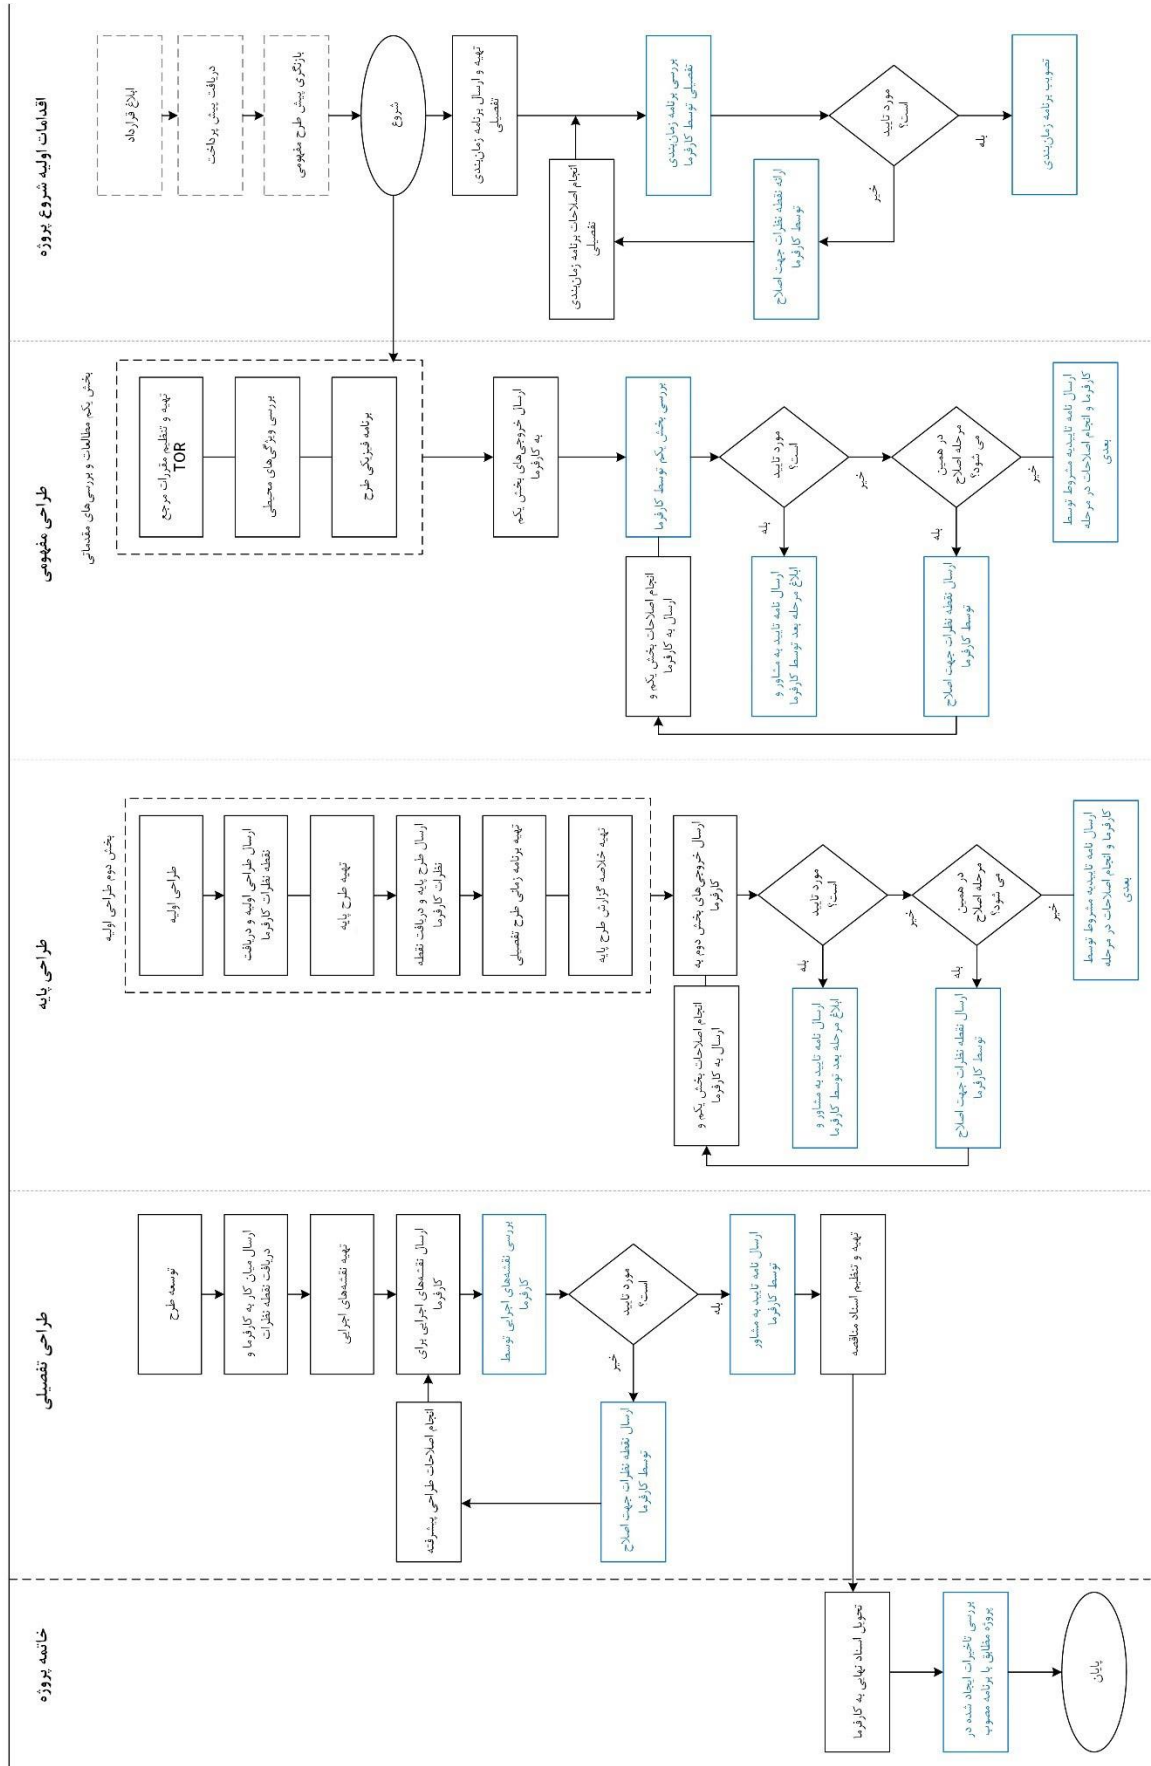 اقدامات اولیه شروع پروژه
ابلاغ قرارداد
دریافت پیش پرداخت
بازنگری پیش طرح مفهومی
شروع
تهیه و ارسال برنامه زمان‌بندی
تفصیلی
بررسی برنامه زمان‌بندی
تفصیلی توسط کارفرما
مورد تایید
است؟
بله
تصویب برنامه زمان‌بندی
خیر
ارائه نقطه نظرات جهت اصلاح
توسط کارفرما
انجام اصلاحات برنامه زمان‌بندی
تفصیلی
طراحی مفهومی
بخش یکم مطالعات و بررسی‌های مقدماتی
تهیه و تنظیم مقررات مرجع
TOR
بررسی ویژگی‌های محیطی
برنامه فیزیکی طرح
ارسال خروجی‌های بخش یکم
به کارفرما
بررسی بخش یکم توسط کارفرما
مورد تایید
است؟
خیر
در همین
مرحله اصلاح
می شود؟
خیر
ارسال نامه تاییدیه مشروط توسط
کارفرما و انجام اصلاحات در مرحله
بعدی
بله
ارسال نامه تایید به مشاور و
ابلاغ مرحله بعد توسط کارفرما
بله
ارسال نقطه نظرات جهت اصلاح
توسط کارفرما
انجام اصلاحات بخش یکم و
ارسال به کارفرما
طراحی پایه
بخش دوم طراحی اولیه
طراحی اولیه
ارسال طراحی اولیه و دریافت
نقطه نظرات کارفرما
تهیه طرح پایه
ارسال طرح پایه و دریافت نقطه
نظرات کارفرما
تهیه برنامه زمانی طرح تفصیلی
تهیه خلاصه گزارش طرح پایه
ارسال خروجی‌های بخش دوم به
کارفرما
مورد تایید
است؟
خیر
در همین
مرحله اصلاح
می شود؟
خیر
ارسال نامه تاییدیه مشروط توسط
کارفرما و انجام اصلاحات در مرحله
بعدی
بله
ارسال نامه تایید به مشاور و
ابلاغ مرحله بعد توسط کارفرما
بله
ارسال نقطه نظرات جهت اصلاح
توسط کارفرما
انجام اصلاحات بخش یکم و
ارسال به کارفرما
طراحی تفصیلی
توسعه طرح
ارسال میان کار به کارفرما و
دریافت نقطه نظرات
تهیه نقشه‌های اجرایی
ارسال نقشه‌های اجرایی برای
کارفرما
بررسی نقشه‌های اجرایی توسط
کارفرما
مورد تایید
است؟
بله
ارسال نامه تایید به مشاور
توسط کارفرما
تهیه و تنظیم اسناد مناقصه
خیر
ارسال نقطه نظرات جهت اصلاح
توسط کارفرما
انجام اصلاحات طراحی پیشرفته
خاتمه پروژه
تحویل اسناد نهایی به کارفرما
بررسی تاخیرات ایجاد شده در
پروژه مطابق با برنامه مصوب
پایان